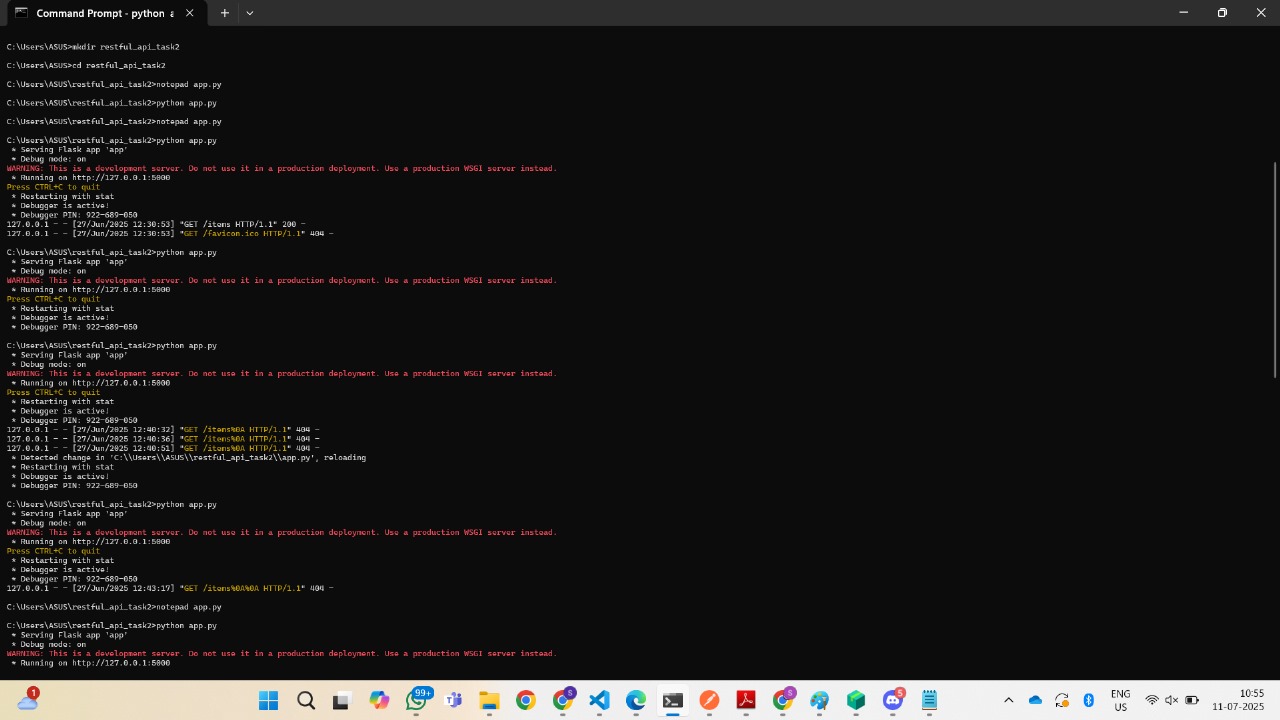 Command Prompt - python a
C:\Users\ASUS>mkdir restful_api_task2
C:\Users\ASUS>cd restful_api_task2
C:\Users\ASUS\restful_api_task2>notepad app.py
C:\Users\ASUS\restful_api_task2>python app.py
C:\Users\ASUS\restful_api_task2>notepad app.py
C:\Users\ASUS\restful_api_task2>python app.py
* Serving Flask app 'app'
* Debug mode: on
WARNING: This is a development server. Do not use it in a production deployment. Use a production WSGI server instead.
* Running on http://127.0.0.1:5000
Press CTRL+C to quit
* Restarting with stat
* Debugger is active!
* Debugger PIN: 922-689-050
127.0.0.1 - - [27/Jun/2025 12:30:53] "GET /items HTTP/1.1" 200 -
127.0.0.1 - - [27/Jun/2025 12:30:53] "GET /favicon.ico HTTP/1.1" 404 -
C:\Users\ASUS\restful_api_task2>python app.py
* Serving Flask app 'app'
* Debug mode: on
WARNING: This is a development server. Do not use it in a production deployment. Use a production WSGI server instead.
* Running on http://127.0.0.1:5000
Press CTRL+C to quit
* Restarting with stat
* Debugger is active!
* Debugger PIN: 922-689-050
C:\Users\ASUS\restful_api_task2>python app.py
* Serving Flask app 'app'
* Debug mode: on
WARNING: This is a development server. Do not use it in a production deployment. Use a production WSGI server instead.
* Running on http://127.0.0.1:5000
Press CTRL+C to quit
* Restarting with stat
* Debugger is active!
* Debugger PIN: 922-689-050
127.0.0.1 - - [27/Jun/2025 12:40:32] "GET /items%0A HTTP/1.1" 404 -
127.0.0.1 - - [27/Jun/2025 12:40:36] "GET /items%0A HTTP/1.1" 404 -
127.0.0.1 - - [27/Jun/2025 12:40:51] "GET /items%0A HTTP/1.1" 404 -
* Detected change in 'C:\\Users\\ASUS\\restful_api_task2\\app.py', reloading
* Restarting with stat
* Debugger is active!
* Debugger PIN: 922-689-050
C:\Users\ASUS\restful_api_task2>python app.py
* Serving Flask app 'app'
* Debug mode: on
WARNING: This is a development server. Do not use it in a production deployment. Use a production WSGI server instead.
* Running on http://127.0.0.1:5000
Press CTRL+C to quit
* Restarting with stat
* Debugger is active!
* Debugger PIN: 922-689-050
127.0.0.1 - - [27/Jun/2025 12:43:17] "GET /items%0A%0A HTTP/1.1" 404 -
C:\Users\ASUS\restful_api_task2>notepad app.py
C:\Users\ASUS\restful_api_task2>python app.py
* Serving Flask app 'app'
* Debug mode: on
WARNING: This is a development server. Do not use it in a production deployment. Use a production WSGI server instead.
* Running on http://127.0.0.1:5000
1
99+
S
S
5
ENG
US
10:55
11-07-2025